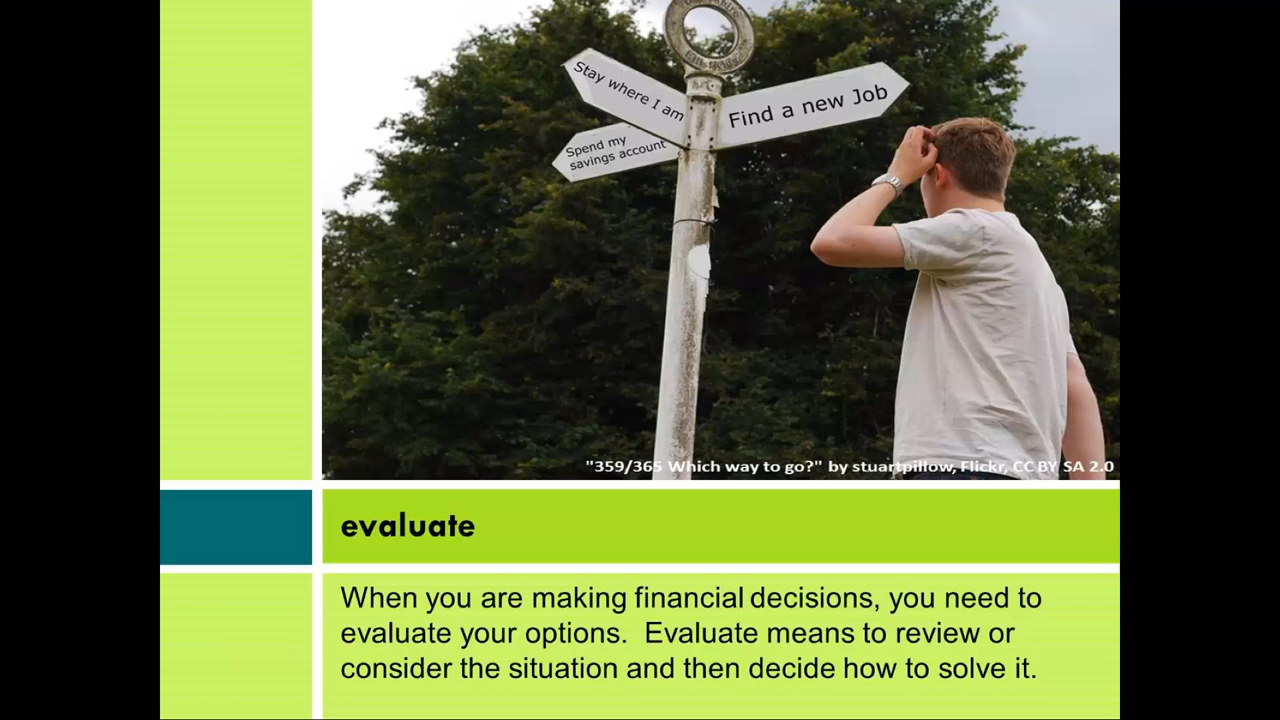 Stay where I am
Find a new Job
Spend my
savings account
"359/365 Which way to go?" by stuartpillow, Flickr, CC BY SA 2.0
evaluate
When you are making financial decisions, you need to
evaluate your options.  Evaluate means to review or
consider the situation and then decide how to solve it.